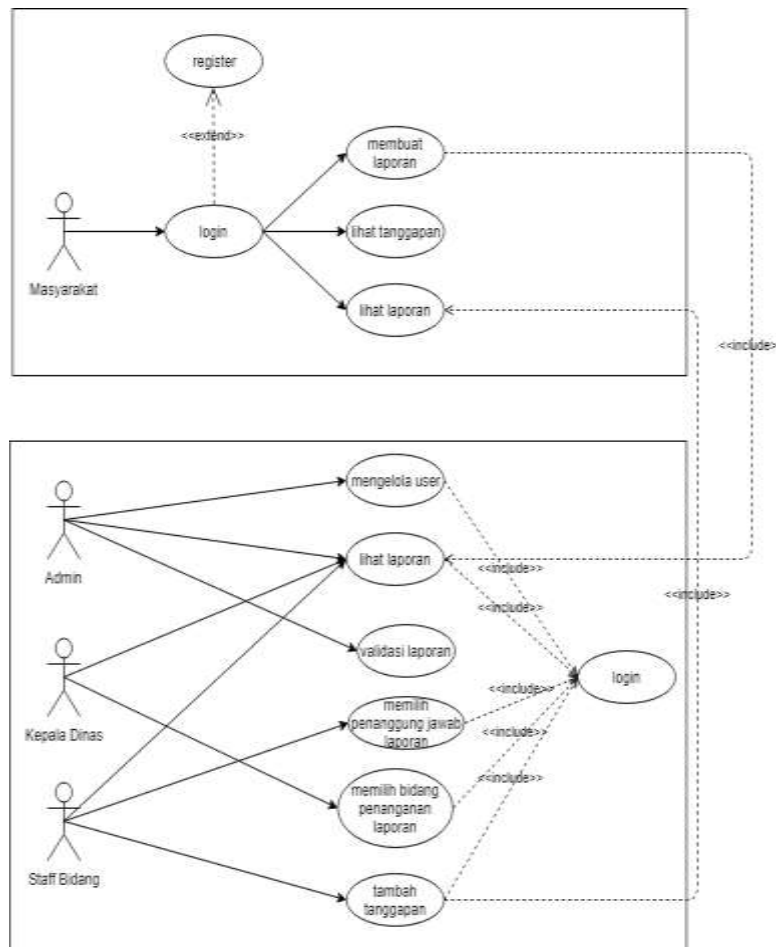 register
<<extend>>
membuat
laporan
login
lihat tanggapan
Masyarakat
lihat laporan
<<include>
mengelola user
lihat laporan
<<include>>
Admin
<<include>>
<<include>>
validasi laporan
login
memilih
penanggung jawab
laporan
<<include>>
Kepala Dinas
<<include>>
memilih bidang
penanganan
laporan
<<include>>
Staff Bidang
tambah
tanggapan